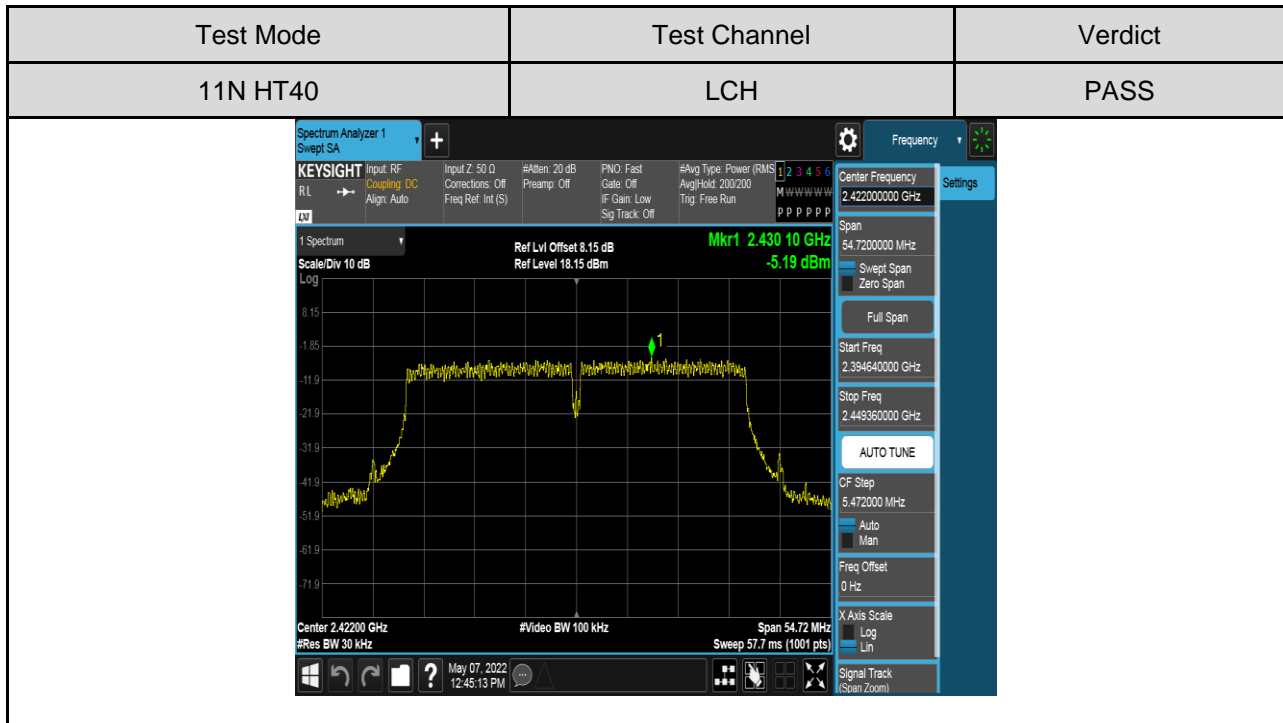 Test Mode Test Channel Verdict
11N HT40 LCH PASS
Spectrum Analyzer 1
Swept SA
+
Frequency
KEYSIGHT
RL
LXI
Input: RF
Coupling: DC
Align: Auto
Input Z: 50 Ω
Corrections: Off
Freq Ref: Int (S)
#Atten: 20 dB
Preamp: Off
PNO: Fast
Gate: Off
IF Gain: Low
Sig Track: Off
#Avg Type: Power (RMS
Avg|Hold: 200/200
Trig: Free Run
1 2 3 4 5 6
M W W W W W
P P P P P P
1 Spectrum
Scale/Div 10 dB
Ref Lvl Offset 8.15 dB
Ref Level 18.15 dBm
Mkr1 2.430 10 GHz
-5.19 dBm
Log
8.15
-1.85
-11.9
-21.9
-31.9
-41.9
-51.9
-61.9
-71.9
1
Center 2.42200 GHz
#Res BW 30 kHz
#Video BW 100 kHz
Span 54.72 MHz
Sweep 57.7 ms (1001 pts)
Center Frequency
2.422000000 GHz
Settings
Span
54.7200000 MHz
Swept Span
Zero Span
Full Span
Start Freq
2.394640000 GHz
Stop Freq
2.449360000 GHz
AUTO TUNE
CF Step
5.472000 MHz
Auto
Man
Freq Offset
0 Hz
X Axis Scale
Log
Lin
Signal Track
(Span Zoom)
?
May 07, 2022
12:45:13 PM